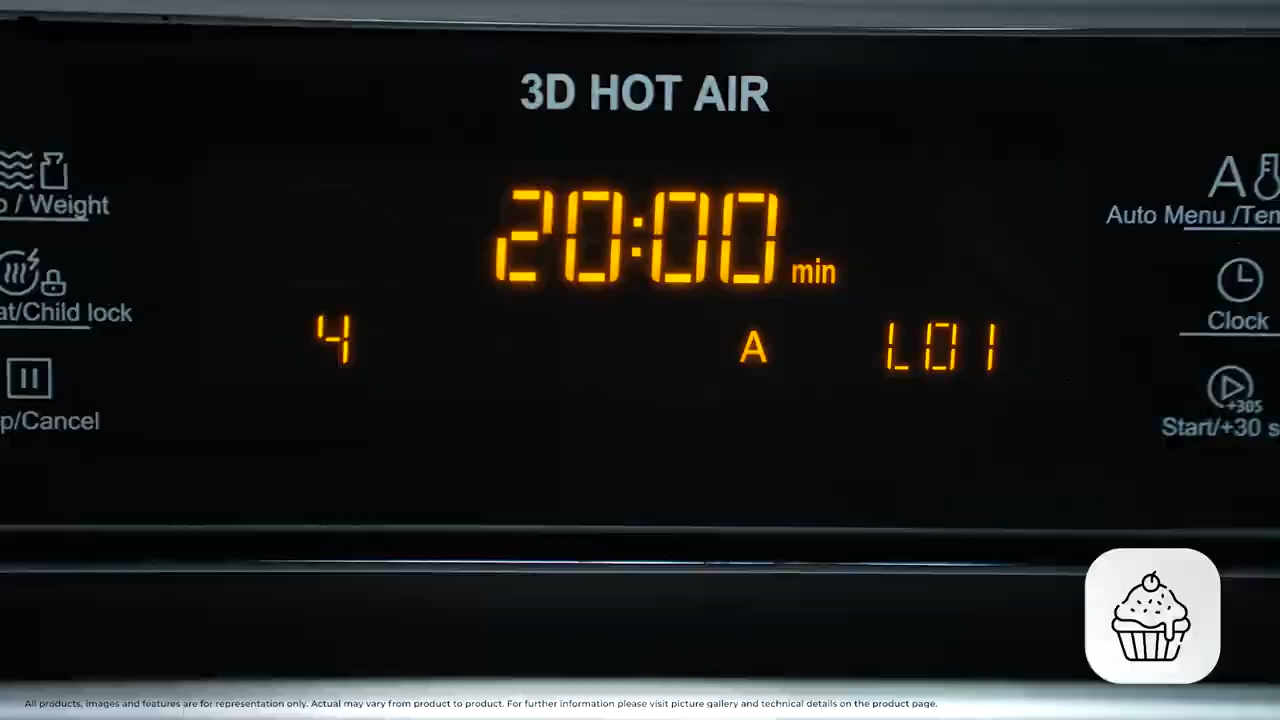 3D HOT AIR
/ Weight
A
Auto Menu /Tem
20:00 min
at/Child lock
Clock
4
A
L01
p/Cancel
+30S
Start/+30 s
All products, images and features are for representation only. Actual may vary from product to product. For further information please visit picture gallery and technical details on the product page.